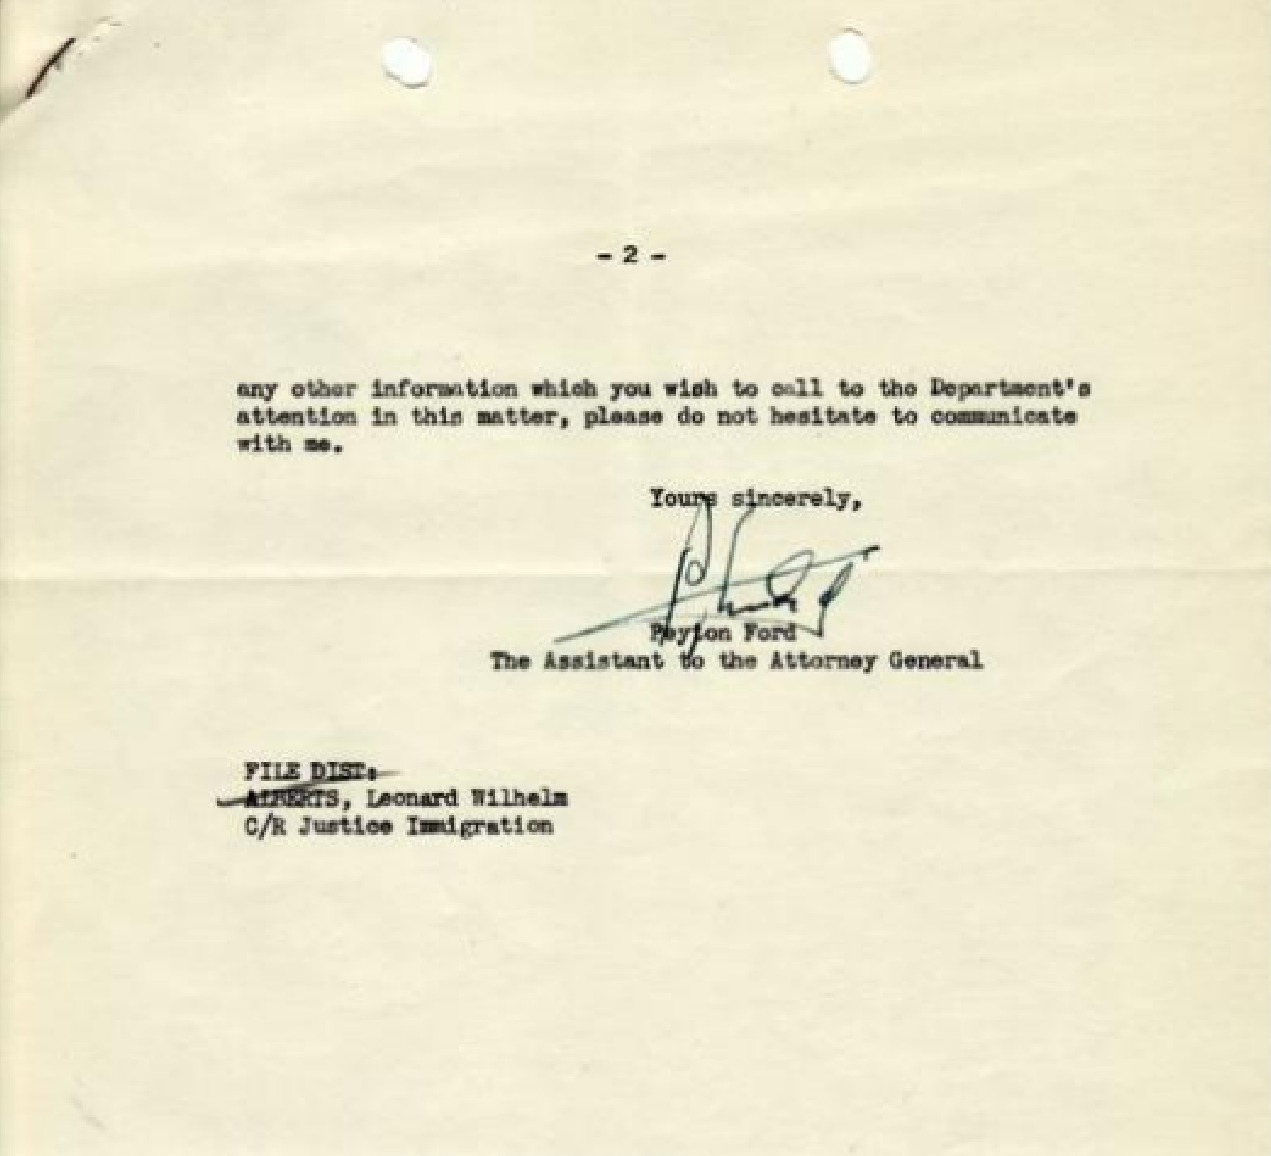 - 2 -
any other information which you wish to call to the Department's
attention in this matter, please do not hesitate to communicate
with me.
Yours sincerely,
Peyton Ford
The Assistant to the Attorney General
FILE DIST:
ALBERTS, Leonard Wilhelm
C/R Justice Immigration